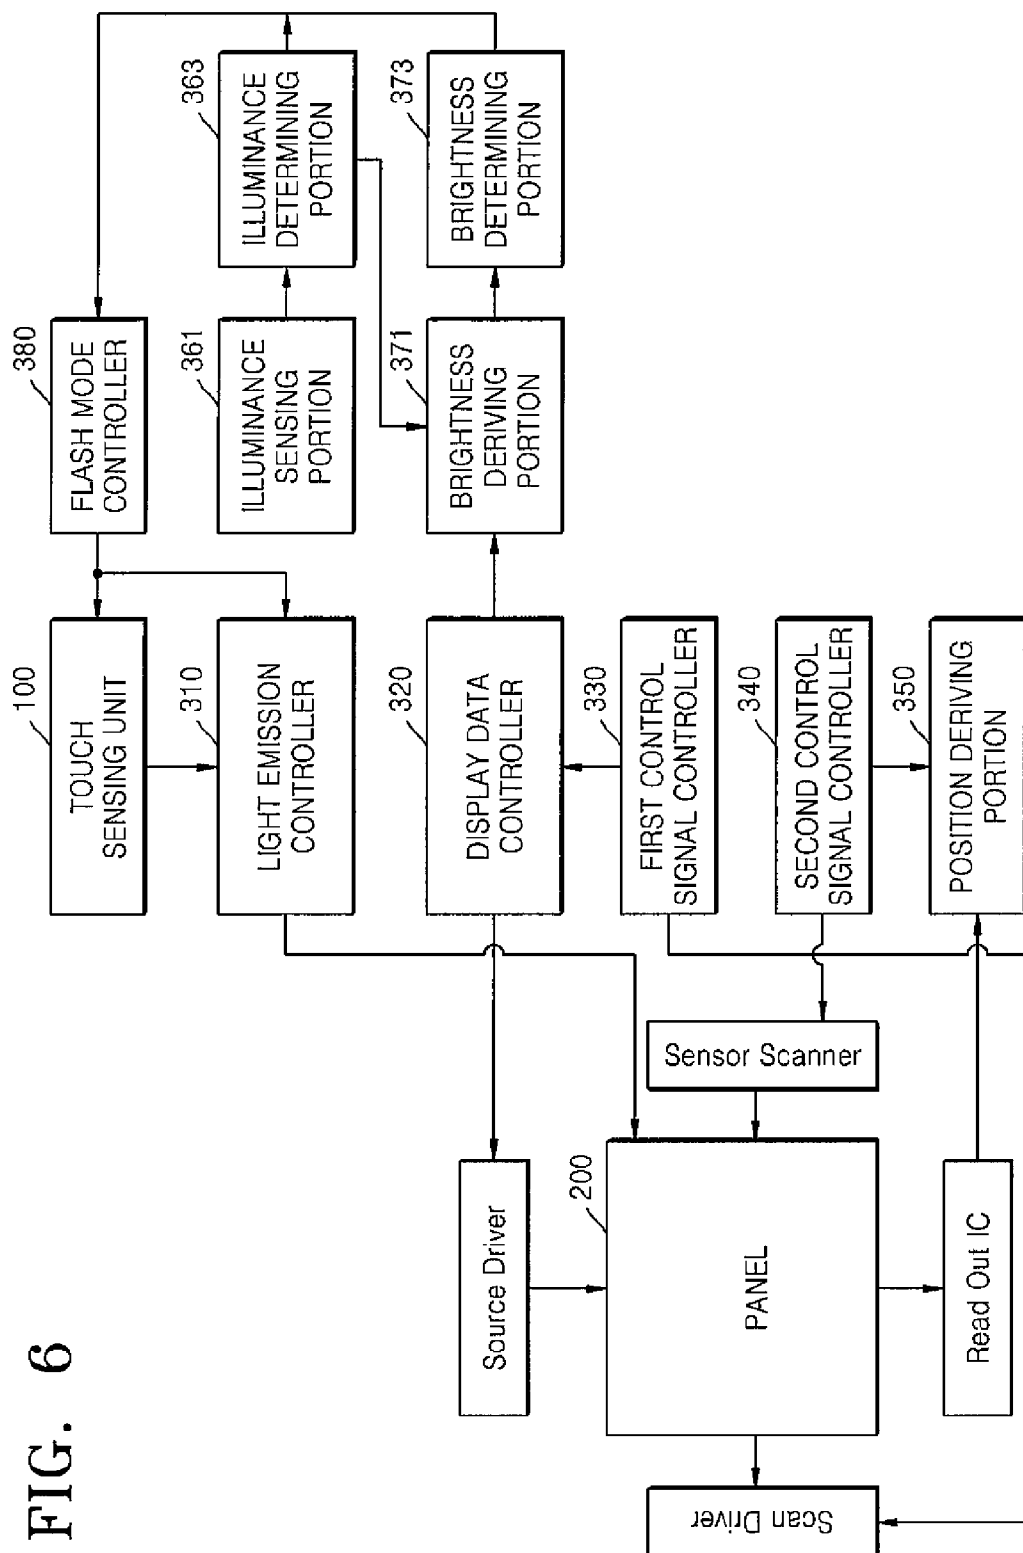 FIG. 6
100
TOUCH
SENSING UNIT
380
FLASH MODE
CONTROLLER
310
LIGHT EMISSION
CONTROLLER
361
ILLUMINANCE
SENSING
PORTION
363
ILLUMINANCE
DETERMINING
PORTION
Source Driver
320
DISPLAY DATA
CONTROLLER
371
BRIGHTNESS
DERIVING
PORTION
373
BRIGHTNESS
DETERMINING
PORTION
Scan Driver
200
PANEL
Sensor Scanner
330
FIRST CONTROL
SIGNAL CONTROLLER
340
SECOND CONTROL
SIGNAL CONTROLLER
Read Out IC
350
POSITION DERIVING
PORTION